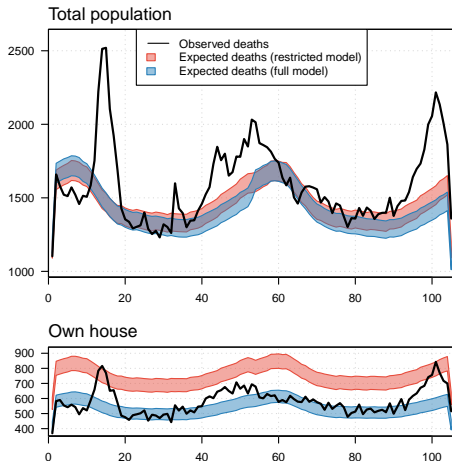 Total population
Observed deaths
Expected deaths (restricted model)
Expected deaths (full model)
2500
2000
1500
1000
0 20 40 60 80 100
Own house
900
800
700
600
500
400
0 20 40 60 80 100